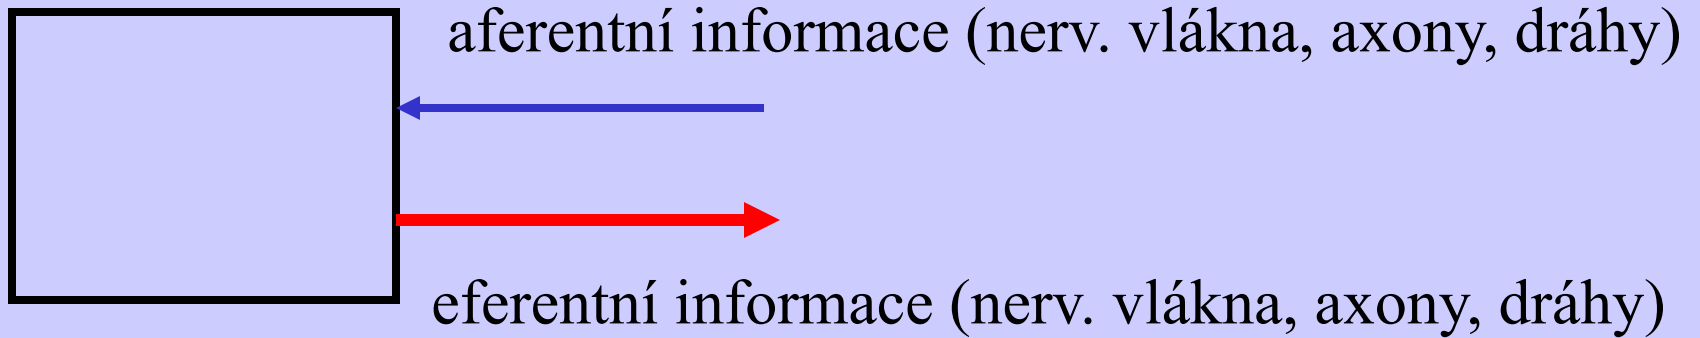 aferentní informace (nerv. vlákna, axony, dráhy)
eferentní informace (nerv. vlákna, axony, dráhy)